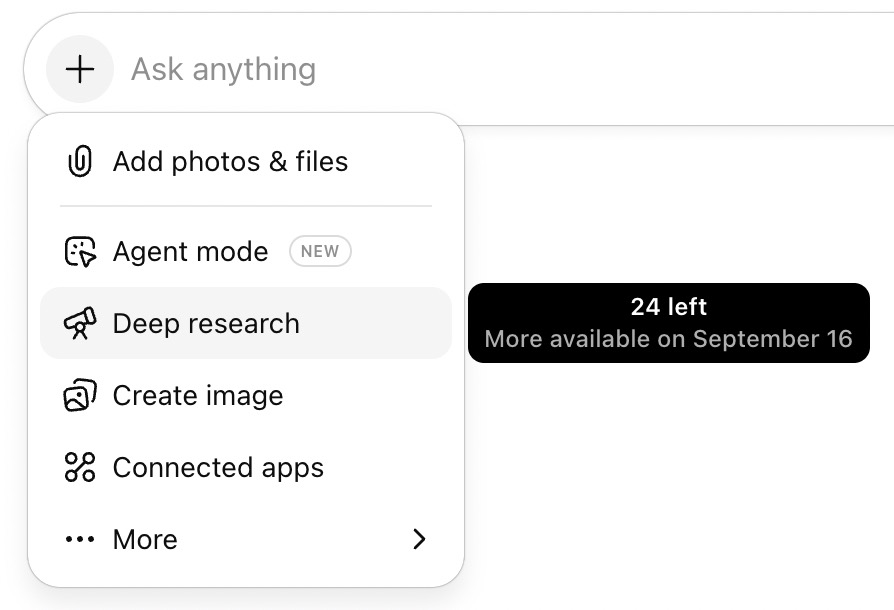 Ask anything
Add photos & files
Agent mode NEW
Deep research
24 left
More available on September 16
Create image
Connected apps
More